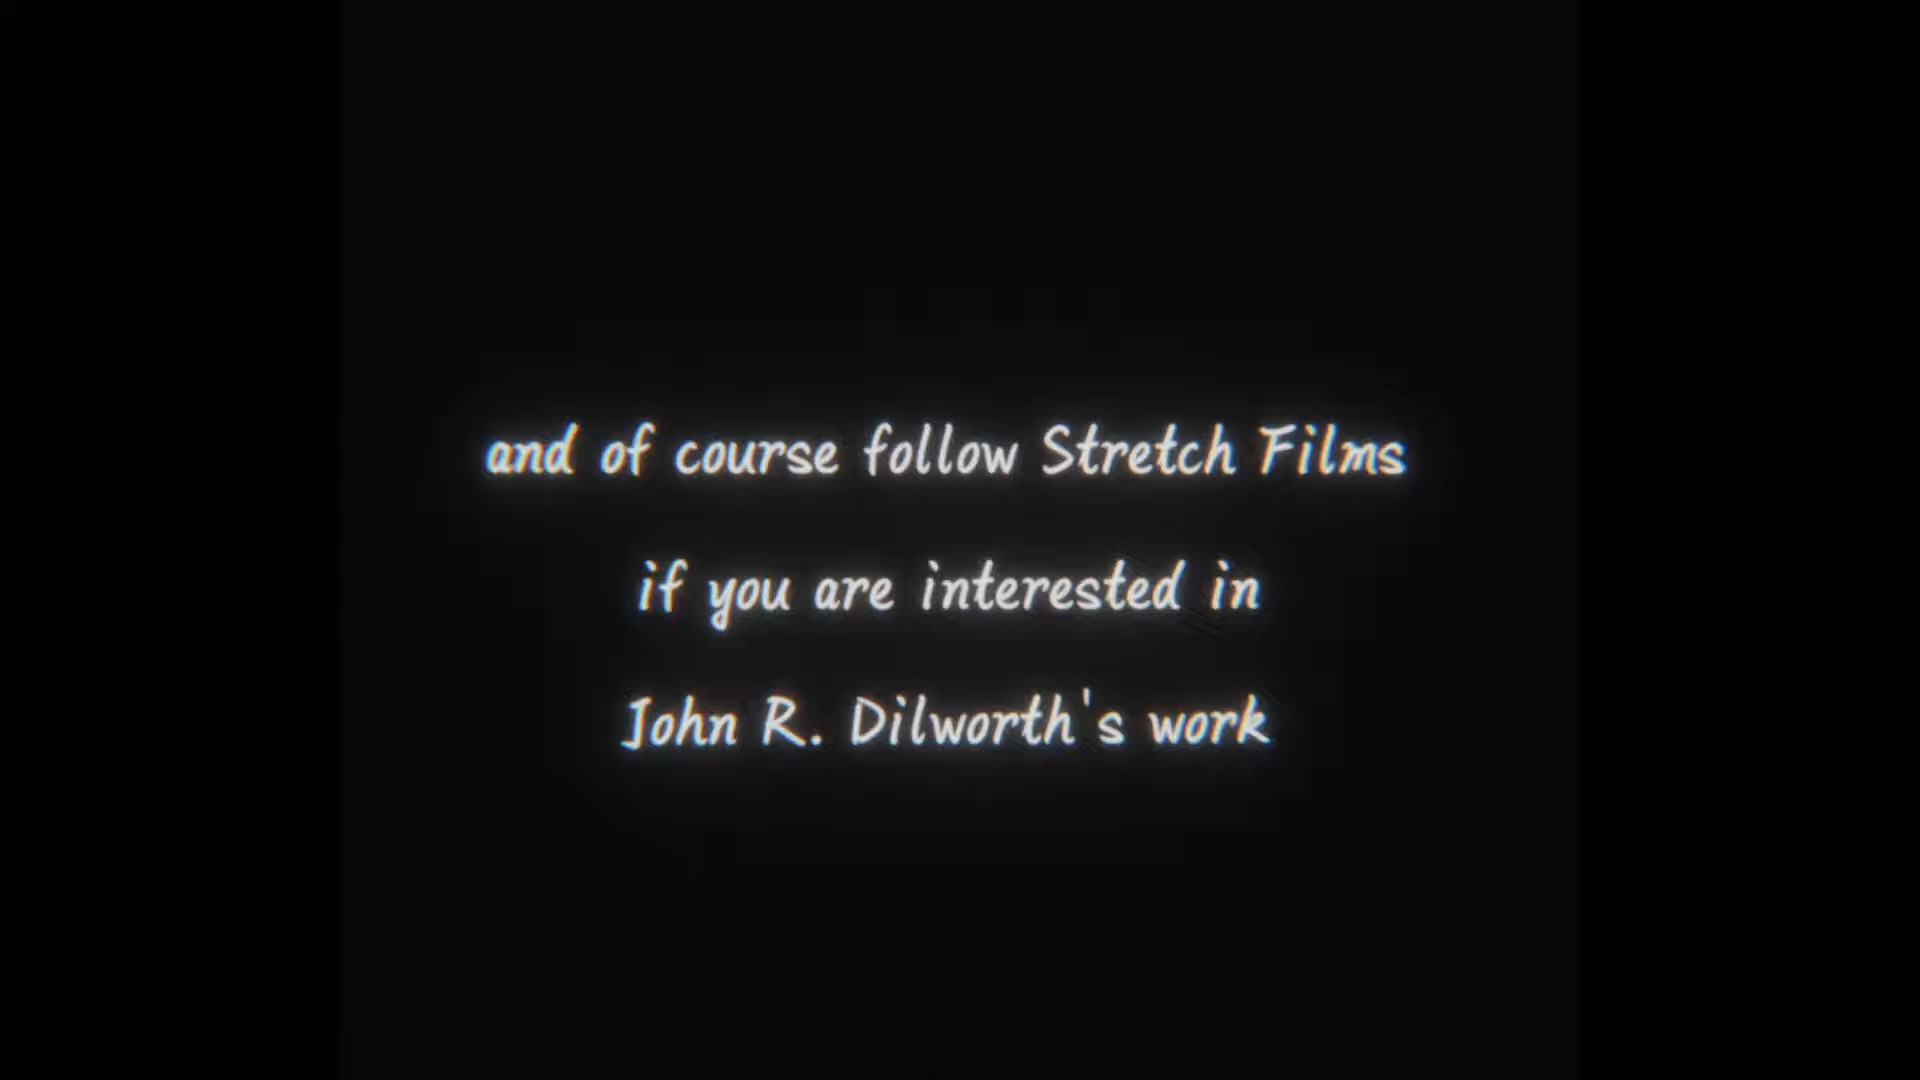 and of course follow Stretch Films
if you are interested in
John R. Dilworth's work